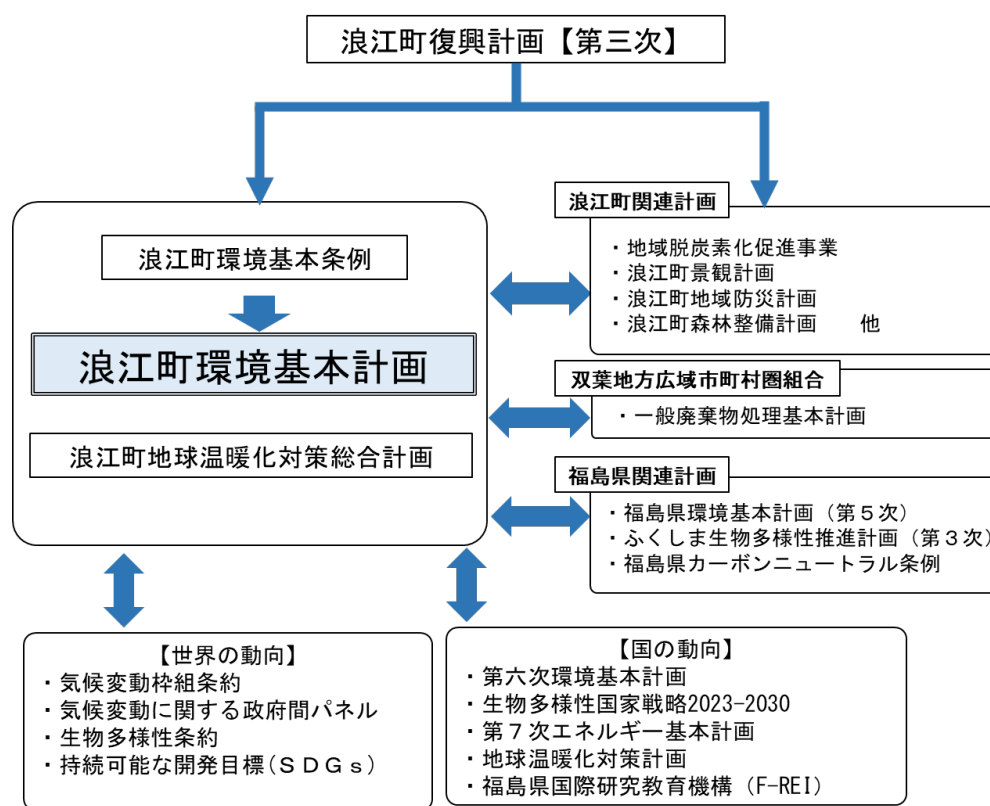 浪江町復興計画【第三次】
浪江町環境基本条例
浪江町環境基本計画
浪江町地球温暖化対策総合計画
浪江町関連計画
・地域脱炭素化促進事業
・浪江町景観計画
・浪江町地域防災計画
・浪江町森林整備計画　　他
双葉地方広域市町村圏組合
・一般廃棄物処理基本計画
福島県関連計画
・福島県環境基本計画（第５次）
・ふくしま生物多様性推進計画（第３次）
・福島県カーボンニュートラル条例
【世界の動向】
・気候変動枠組条約
・気候変動に関する政府間パネル
・生物多様性条約
・持続可能な開発目標（ＳＤＧｓ）
【国の動向】
・第六次環境基本計画
・生物多様性国家戦略2023-2030
・第７次エネルギー基本計画
・地球温暖化対策計画
・福島県国際研究教育機構（F-REI）